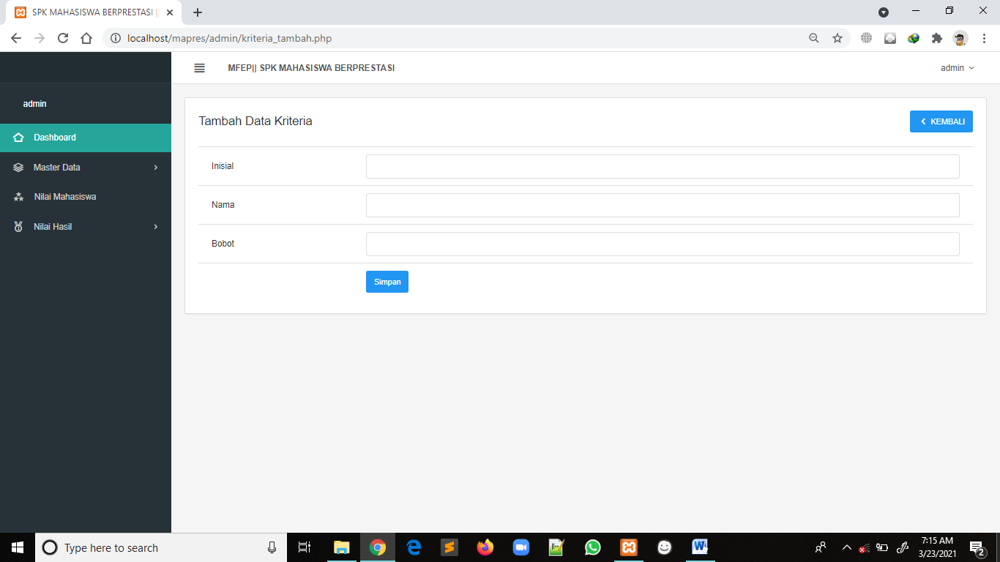 SPK MAHASISWA BERPRESTASI ||
localhost/mapres/admin/kriteria_tambah.php
MFEP|| SPK MAHASISWA BERPRESTASI
admin
admin
Dashboard
Master Data
Nilai Mahasiswa
Nilai Hasil
Tambah Data Kriteria
KEMBALI
Inisial
Nama
Bobot
Simpan
Type here to search
7:15 AM
3/23/2021
2